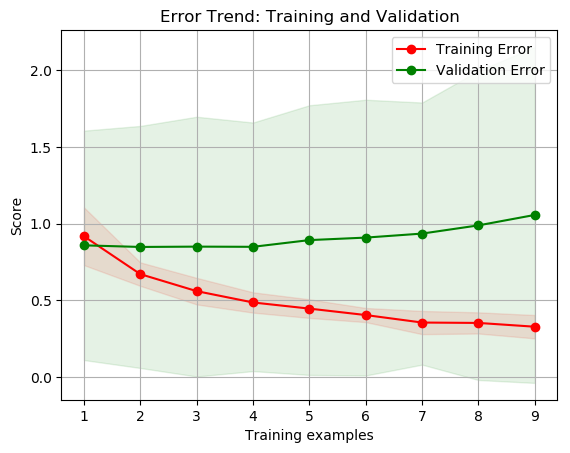 Error Trend: Training and Validation
Training Error
Validation Error
2.0
1.5
1.0
0.5
0.0
Score
1 2 3 4 5 6 7 8 9
Training examples